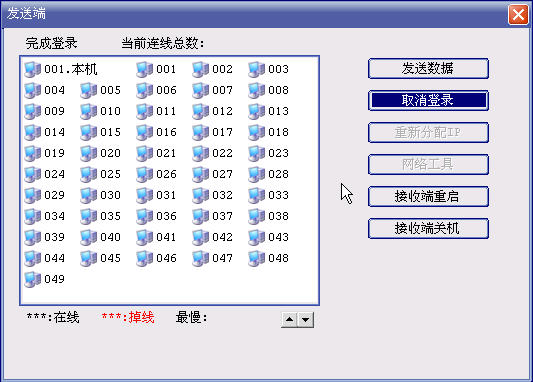 发送端
完成登录 当前连线总数:
001.本机 001 002 003
004 005 006 007 008
009 010 011 012 013
014 015 016 017 018
019 020 021 022 023
024 025 026 027 028
029 030 031 032 033
034 035 036 037 038
039 040 041 042 043
044 045 046 047 048
049
***:在线 ***:掉线 最慢:
发送数据
取消登录
重新分配IP
网络工具
接收端重启
接收端关机